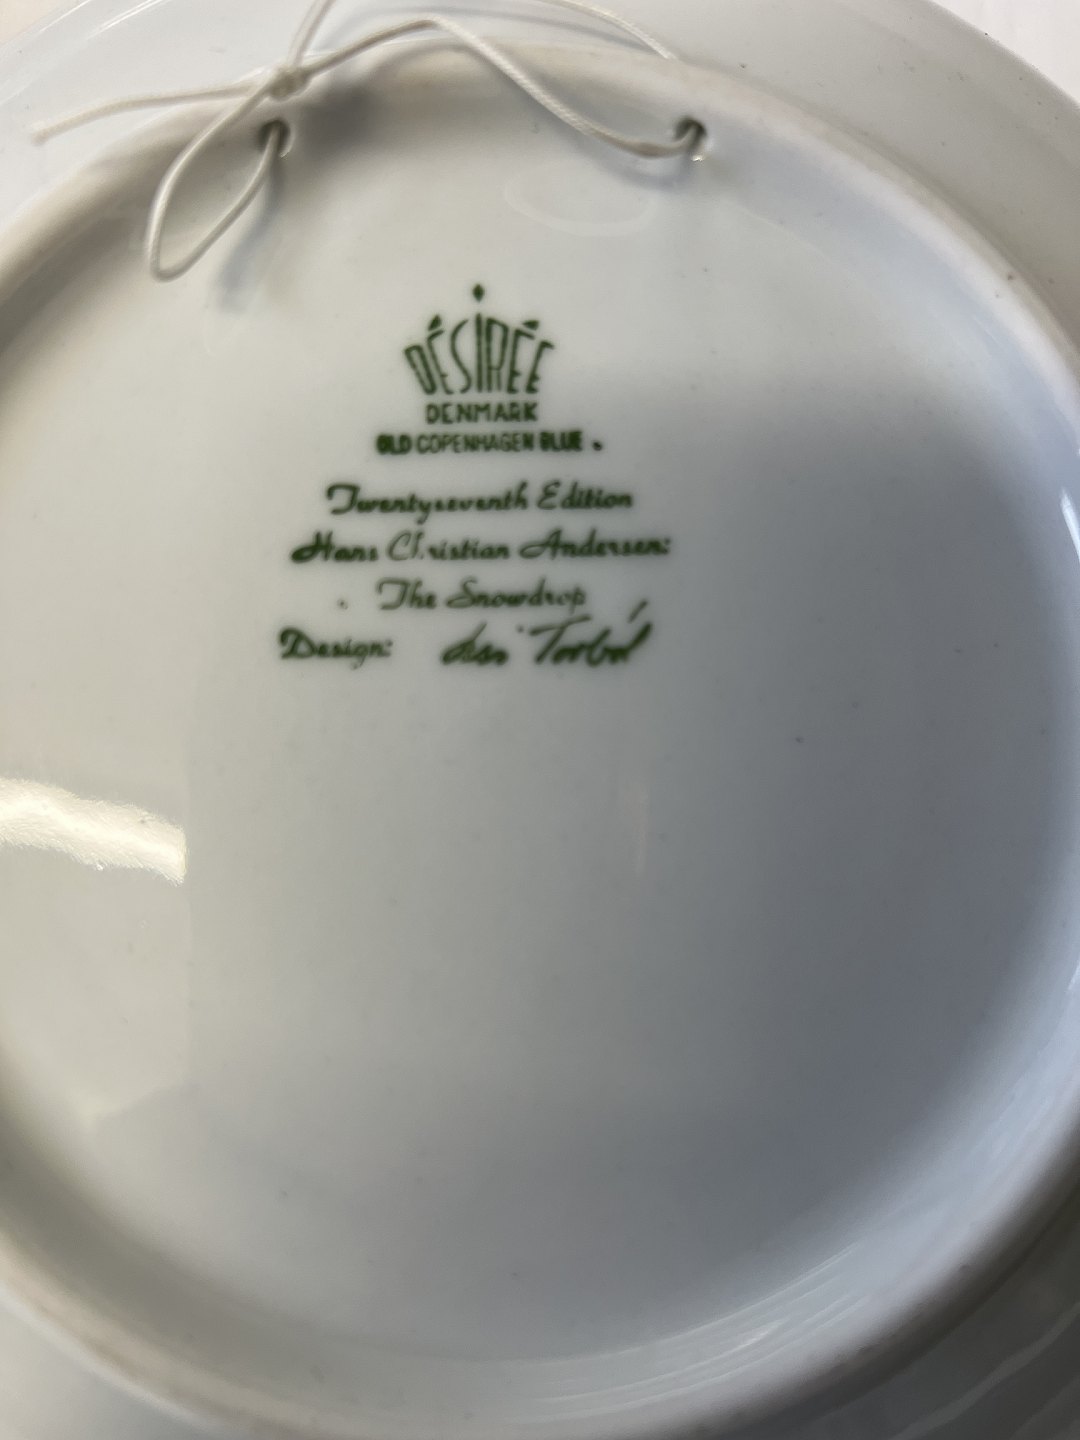 DÉSIRÉE
DENMARK
OLD COPENHAGEN BLUE
Twentyseventh Edition
Hans Christian Andersen:
The Snowdrop
Design: